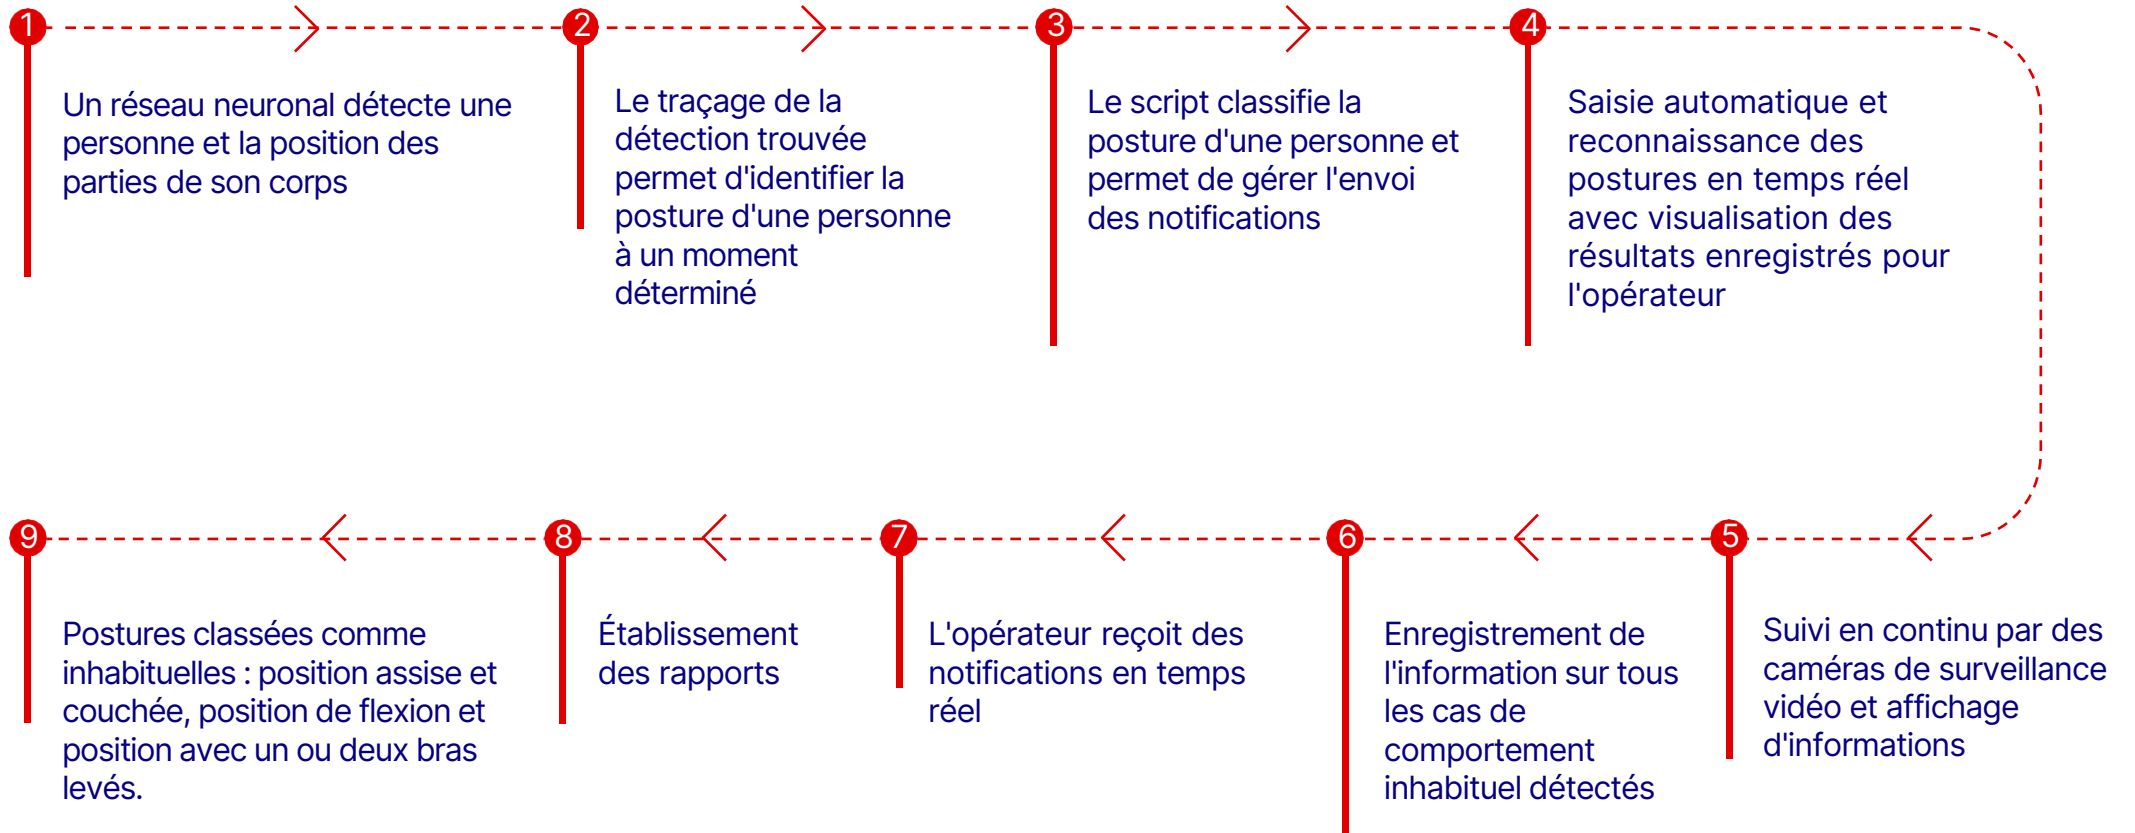 1
Un réseau neuronal détecte une
personne et la position des
parties de son corps
2
Le traçage de la
détection trouvée
permet d'identifier la
posture d'une personne
à un moment
déterminé
3
Le script classifie la
posture d'une personne et
permet de gérer l'envoi
des notifications
4
Saisie automatique et
reconnaissance des
postures en temps réel
avec visualisation des
résultats enregistrés pour
l'opérateur
5
Suivi en continu par des
caméras de surveillance
vidéo et affichage
d'informations
6
Enregistrement de
l'information sur tous
les cas de
comportement
inhabituel détectés
7
L'opérateur reçoit des
notifications en temps
réel
8
Établissement
des rapports
9
Postures classées comme
inhabituelles : position assise et
couchée, position de flexion et
position avec un ou deux bras
levés.